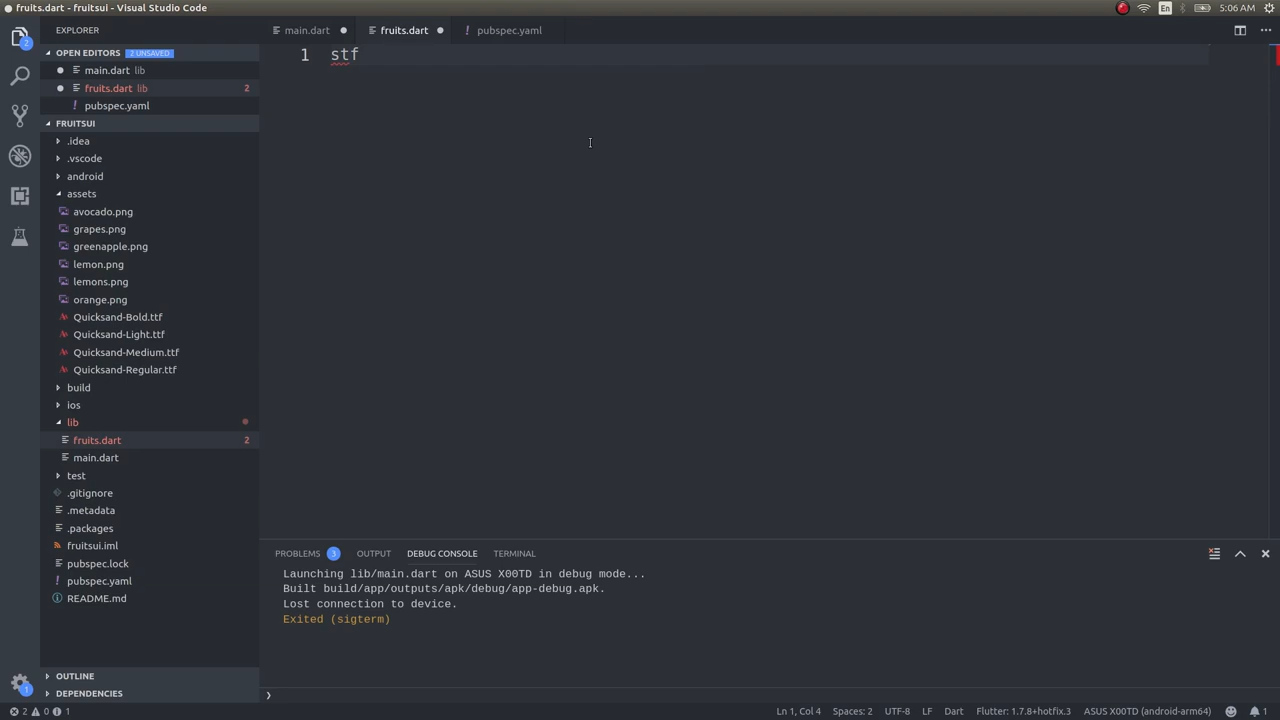 fruits.dart - fruitsui - Visual Studio Code
En
5:06 AM
2
EXPLORER
main.dart
fruits.dart
! pubspec.yaml
OPEN EDITORS 2 UNSAVED
main.dart lib
fruits.dart lib 2
! pubspec.yaml
FRUITSUI
.idea
.vscode
android
assets
avocado.png
grapes.png
greenapple.png
lemon.png
lemons.png
orange.png
Quicksand-Bold.ttf
Quicksand-Light.ttf
Quicksand-Medium.ttf
Quicksand-Regular.ttf
build
ios
lib
fruits.dart 2
main.dart
test
.gitignore
.metadata
.packages
fruitsui.iml
pubspec.lock
! pubspec.yaml
README.md
OUTLINE
DEPENDENCIES
1
1 stf
PROBLEMS 3 OUTPUT DEBUG CONSOLE TERMINAL
Launching lib/main.dart on ASUS X00TD in debug mode...
Built build/app/outputs/apk/debug/app-debug.apk.
Lost connection to device.
Exited (sigterm)
2 0 1 Ln 1, Col 4 Spaces: 2 UTF-8 LF Dart Flutter: 1.7.8+hotfix.3 ASUS X00TD (android-arm64) 1